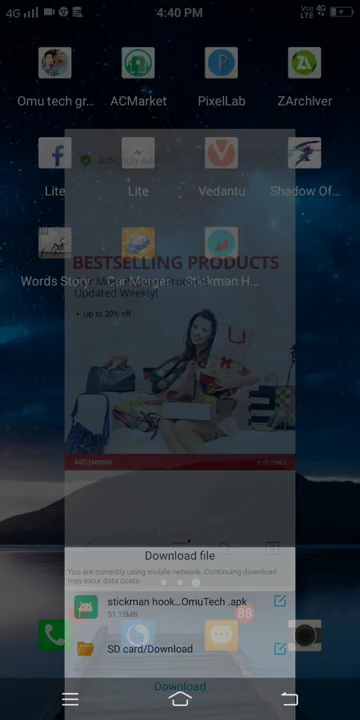 4G
4:40 PM
Vo)) 4G
LTE
Omu tech gr...
ACMarket
PixelLab
ZArchiver
AdSupply Ads
Lite
Lite
Vedantu
Shadow Of...
BESTSELLING PRODUCTS
Updated Weekly!
Words Story
Car Merger
Stickman H...
• Up to 20% off
AliExpress
Download file
You are currently using mobile network. Continuing download
may incur data costs.
stickman hook...OmuTech .apk
31.15MB
88
SD card/Download
Download